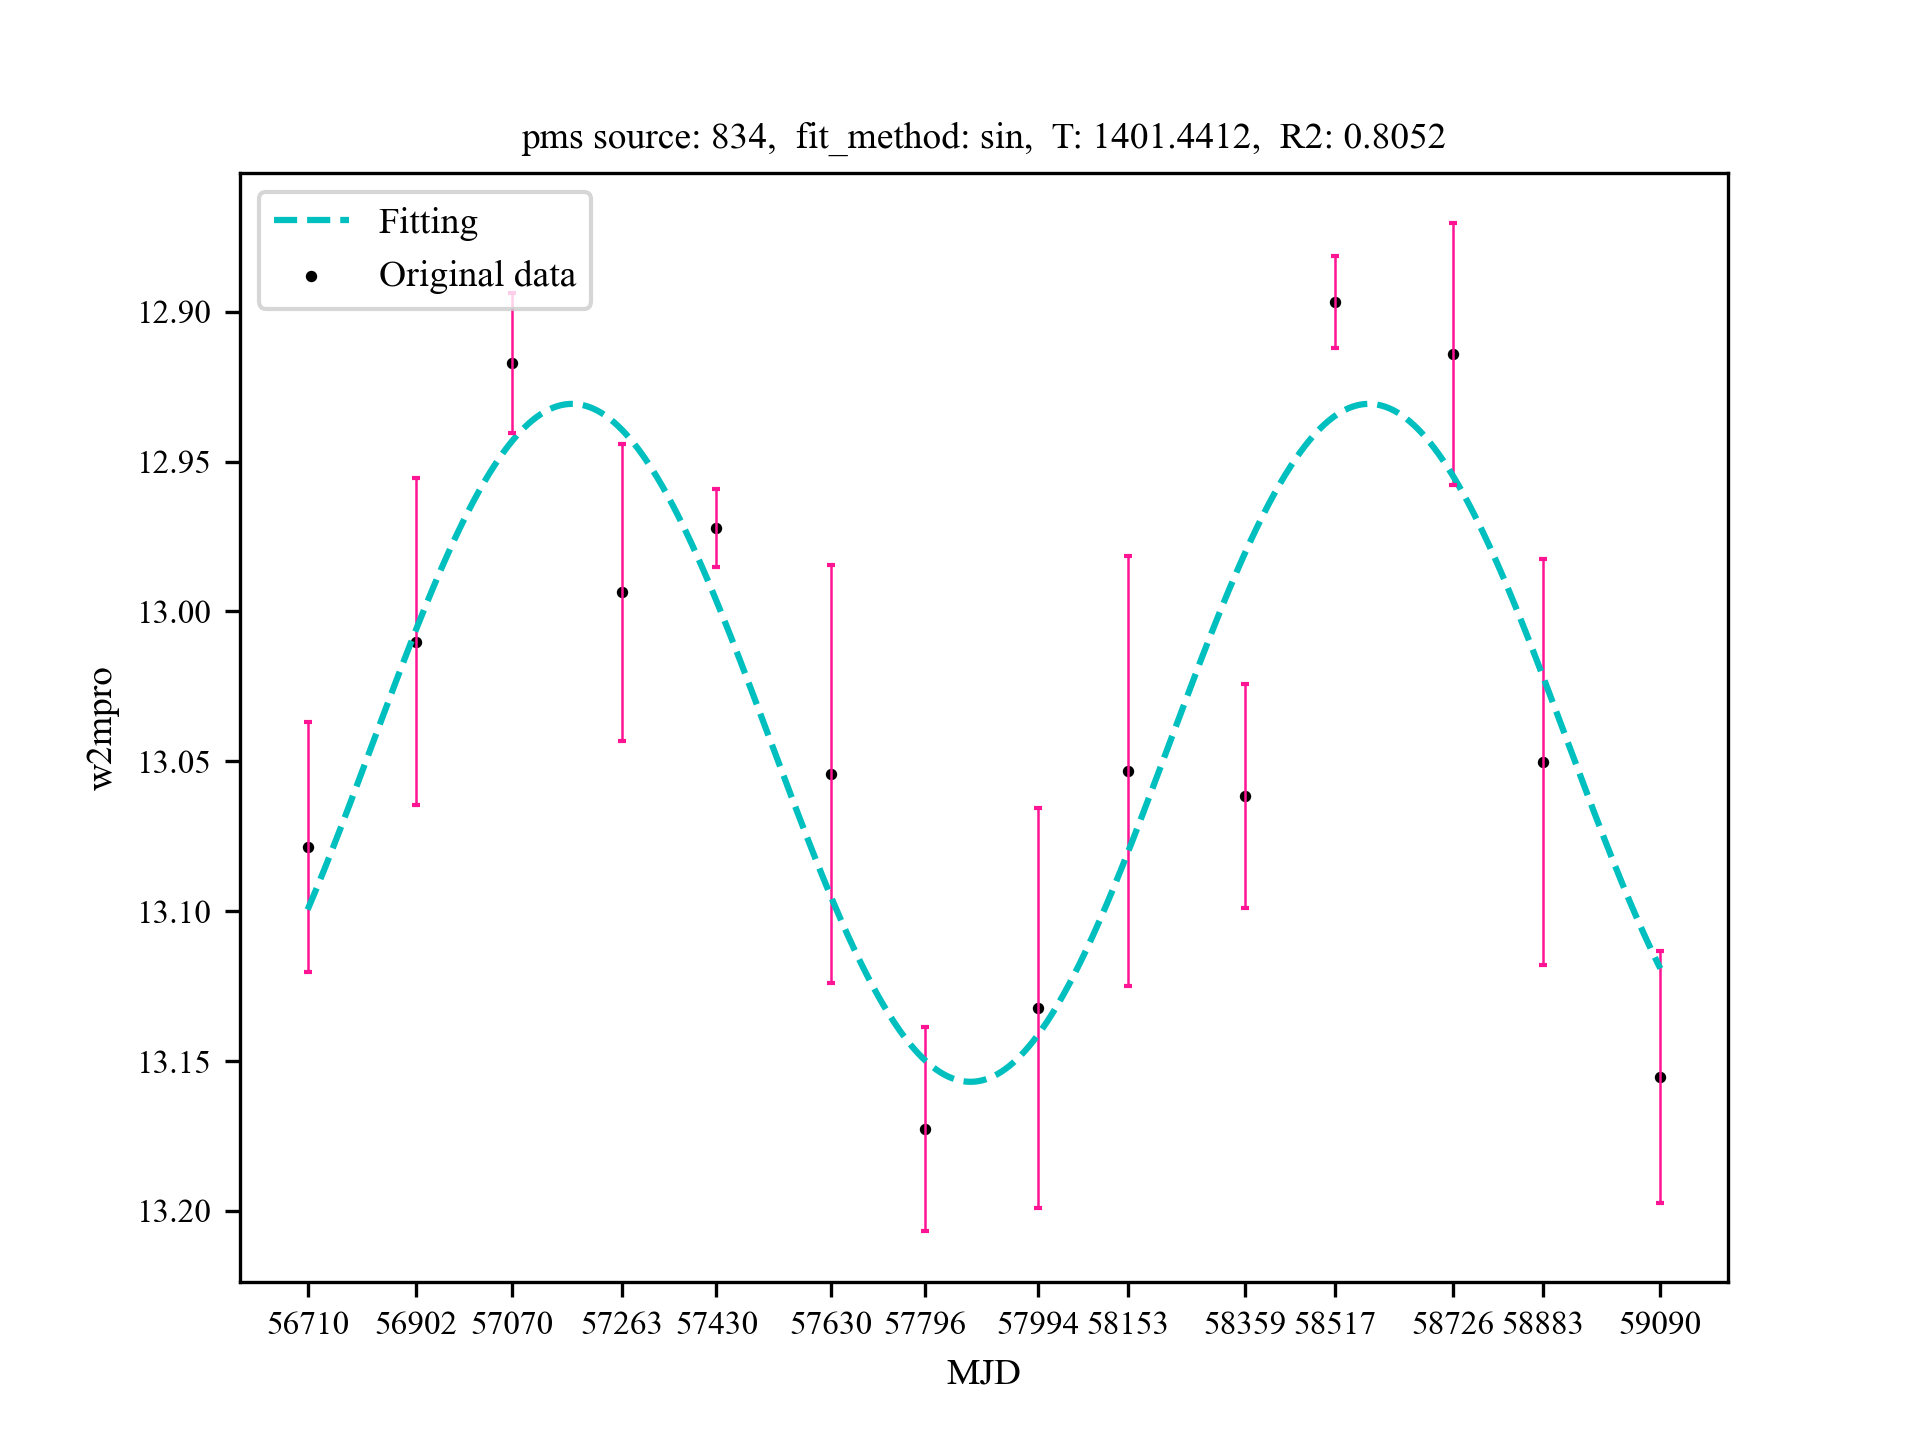 pms source: 834,  fit_method: sin,  T: 1401.4412,  R2: 0.8052
Fitting
Original data
12.90
12.95
13.00
13.05
13.10
13.15
13.20
w2mpro
56710 56902 57070 57263 57430 57630 57796 57994 58153 58359 58517 58726 58883 59090
MJD